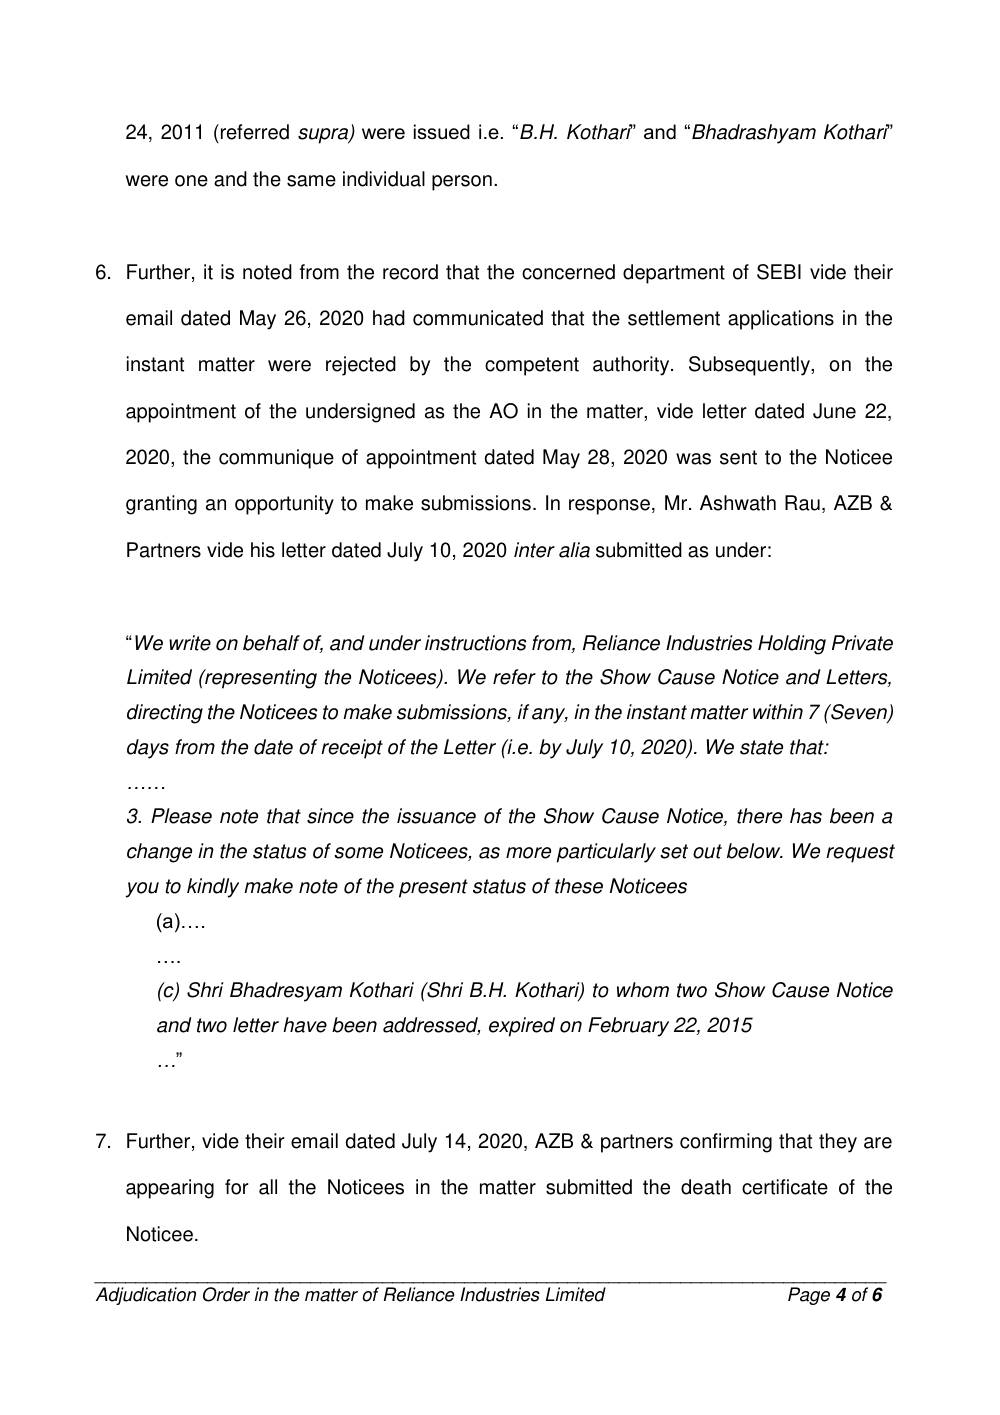 24, 2011 (referred supra) were issued i.e. “B.H. Kothari” and “Bhadrashyam Kothari”
were one and the same individual person.
6. Further, it is noted from the record that the concerned department of SEBI vide their
email dated May 26, 2020 had communicated that the settlement applications in the
instant matter were rejected by the competent authority. Subsequently, on the
appointment of the undersigned as the AO in the matter, vide letter dated June 22,
2020, the communique of appointment dated May 28, 2020 was sent to the Noticee
granting an opportunity to make submissions. In response, Mr. Ashwath Rau, AZB &
Partners vide his letter dated July 10, 2020 inter alia submitted as under:
“We write on behalf of, and under instructions from, Reliance Industries Holding Private
Limited (representing the Noticees). We refer to the Show Cause Notice and Letters,
directing the Noticees to make submissions, if any, in the instant matter within 7 (Seven)
days from the date of receipt of the Letter (i.e. by July 10, 2020). We state that:
……
3. Please note that since the issuance of the Show Cause Notice, there has been a
change in the status of some Noticees, as more particularly set out below. We request
you to kindly make note of the present status of these Noticees
(a)….
….
(c) Shri Bhadresyam Kothari (Shri B.H. Kothari) to whom two Show Cause Notice
and two letter have been addressed, expired on February 22, 2015
…”
7. Further, vide their email dated July 14, 2020, AZB & partners confirming that they are
appearing for all the Noticees in the matter submitted the death certificate of the
Noticee.
Adjudication Order in the matter of Reliance Industries Limited Page 4 of 6